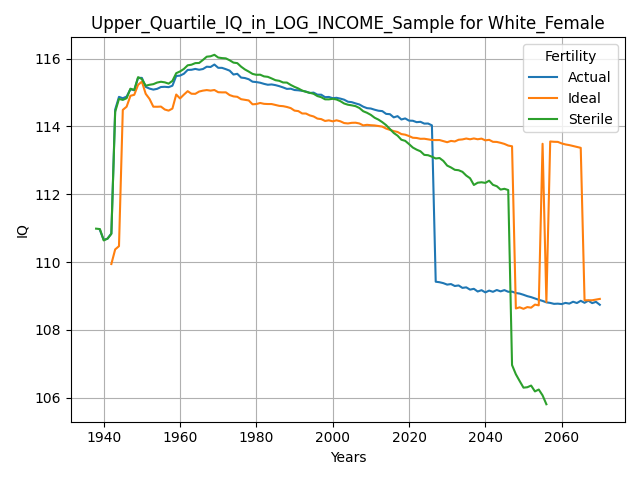 Upper_Quartile_IQ_in_LOG_INCOME_Sample for White_Female
Fertility
Actual
Ideal
Sterile
116
114
112
110
108
106
IQ
1940 1960 1980 2000 2020 2040 2060
Years